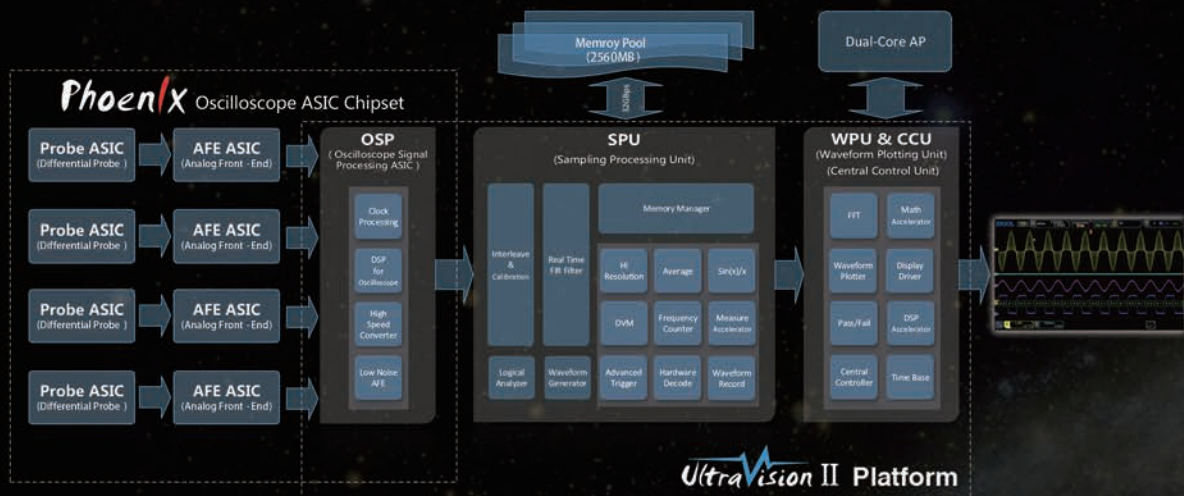 Memroy Pool
(2560MB)
Dual-Core AP
PhoenIx Oscilloscope ASIC Chipset
12GBps
Probe ASIC
(Differential Probe )
AFE ASIC
(Analog Front -End)
Probe ASIC
(Differential Probe )
AFE ASIC
(Analog Front -End)
Probe ASIC
(Differential Probe )
AFE ASIC
(Analog Front -End)
Probe ASIC
(Differential Probe )
AFE ASIC
(Analog Front -End)
OSP
( Oscilloscope Signal
Processing ASIC )
Clock
Processing
DSP
for
Oscilloscope
High
Speed
Converter
Low Noise
AFE
SPU
(Sampling Processing Unit)
Interleave
&
Calibration
Real Time
FIR Filter
Memory Manager
Hi
Resolution
Average
Sin(x)/x
DVM
Frequency
Counter
Measure
Accelerator
Logical
Analyzer
Waveform
Generator
Advanced
Trigger
Hardware
Decode
Waveform
Record
WPU & CCU
(Waveform Plotting Unit)
(Central Control Unit)
FFT
Math
Accelerator
Waveform
Plotter
Display
Driver
Pass/Fail
DSP
Accelerator
Central
Controller
Time Base
UltraVision II Platform